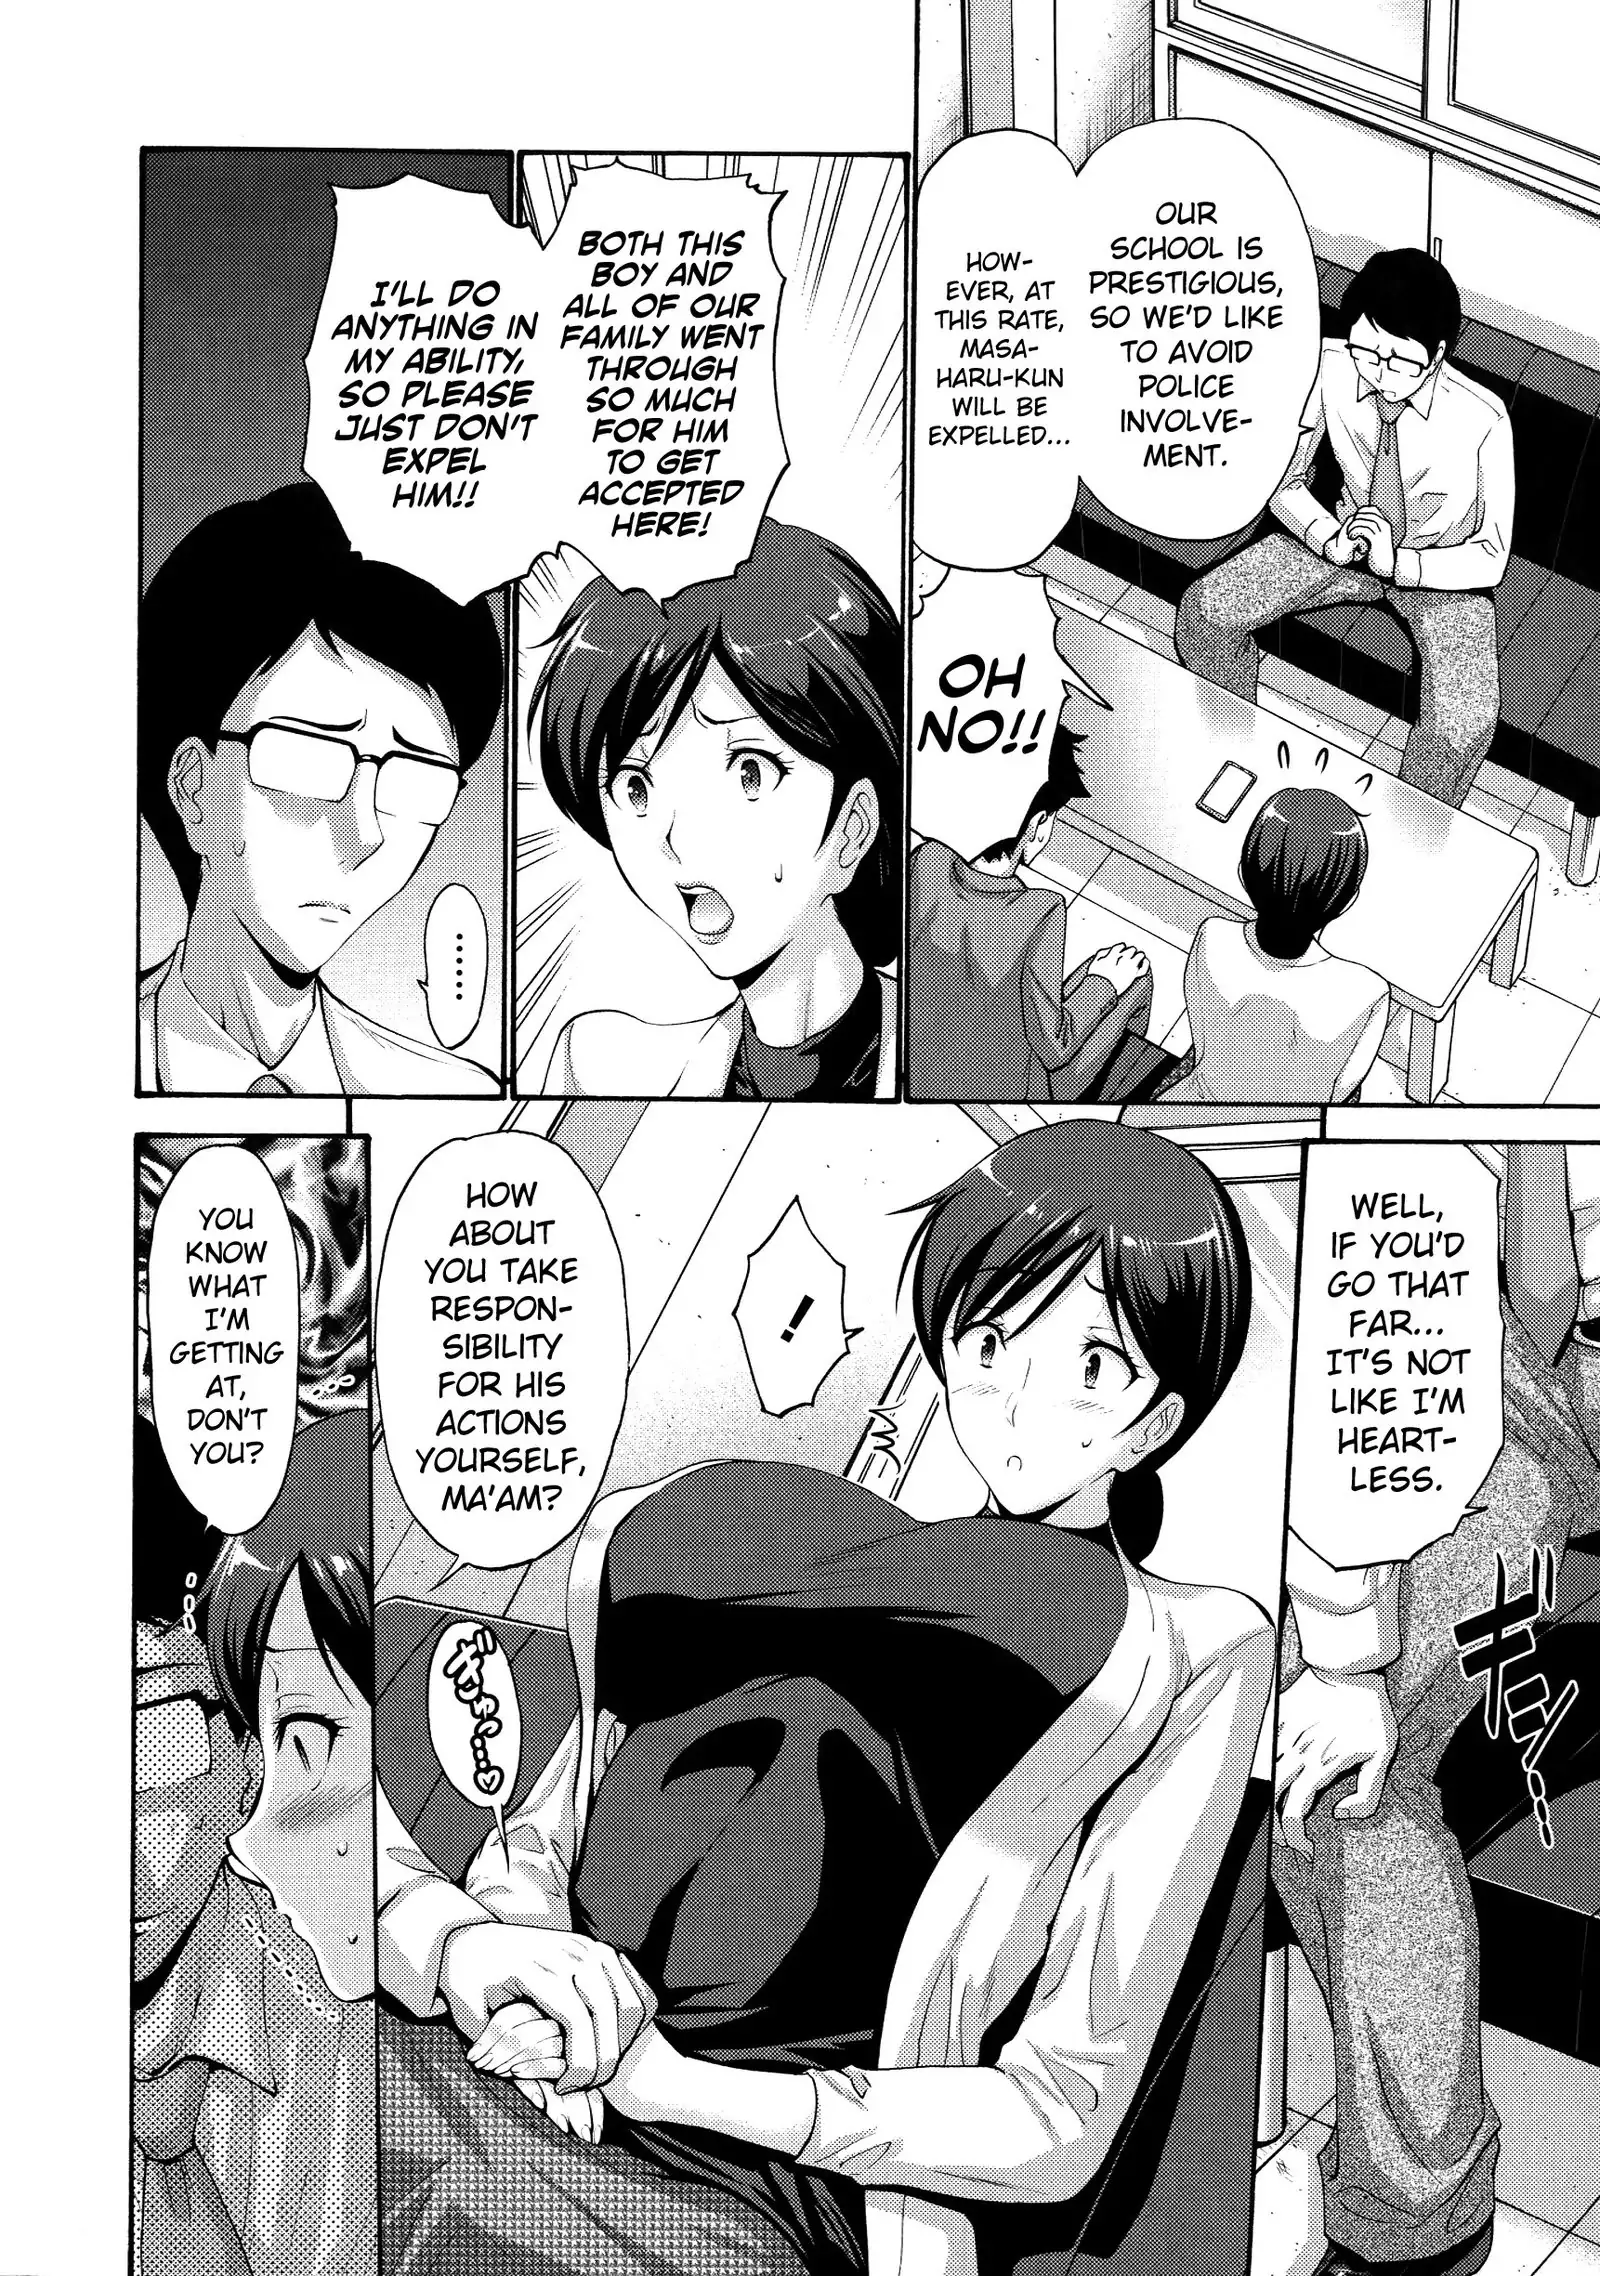 OUR
SCHOOL IS
PRESTIGIOUS,
SO WE'D LIKE
TO AVOID
POLICE
INVOLVE-
MENT.
HOW-
EVER, AT
THIS RATE,
MASA-
HARU-KUN
WILL BE
EXPELLED...
OH
NO!!
BOTH THIS
BOY AND
ALL OF OUR
FAMILY WENT
THROUGH
SO MUCH
FOR HIM
TO GET
ACCEPTED
HERE!
I'LL DO
ANYTHING IN
MY ABILITY,
SO PLEASE
JUST DON'T
EXPEL
HIM!!
......
WELL,
IF YOU'D
GO THAT
FAR...
IT'S NOT
LIKE I'M
HEART-
LESS.
ギシッ...
!
HOW
ABOUT
YOU TAKE
RESPON-
SIBILITY
FOR HIS
ACTIONS
YOURSELF,
MA'AM?
YOU
KNOW
WHAT
I'M
GETTING
AT,
DON'T
YOU?